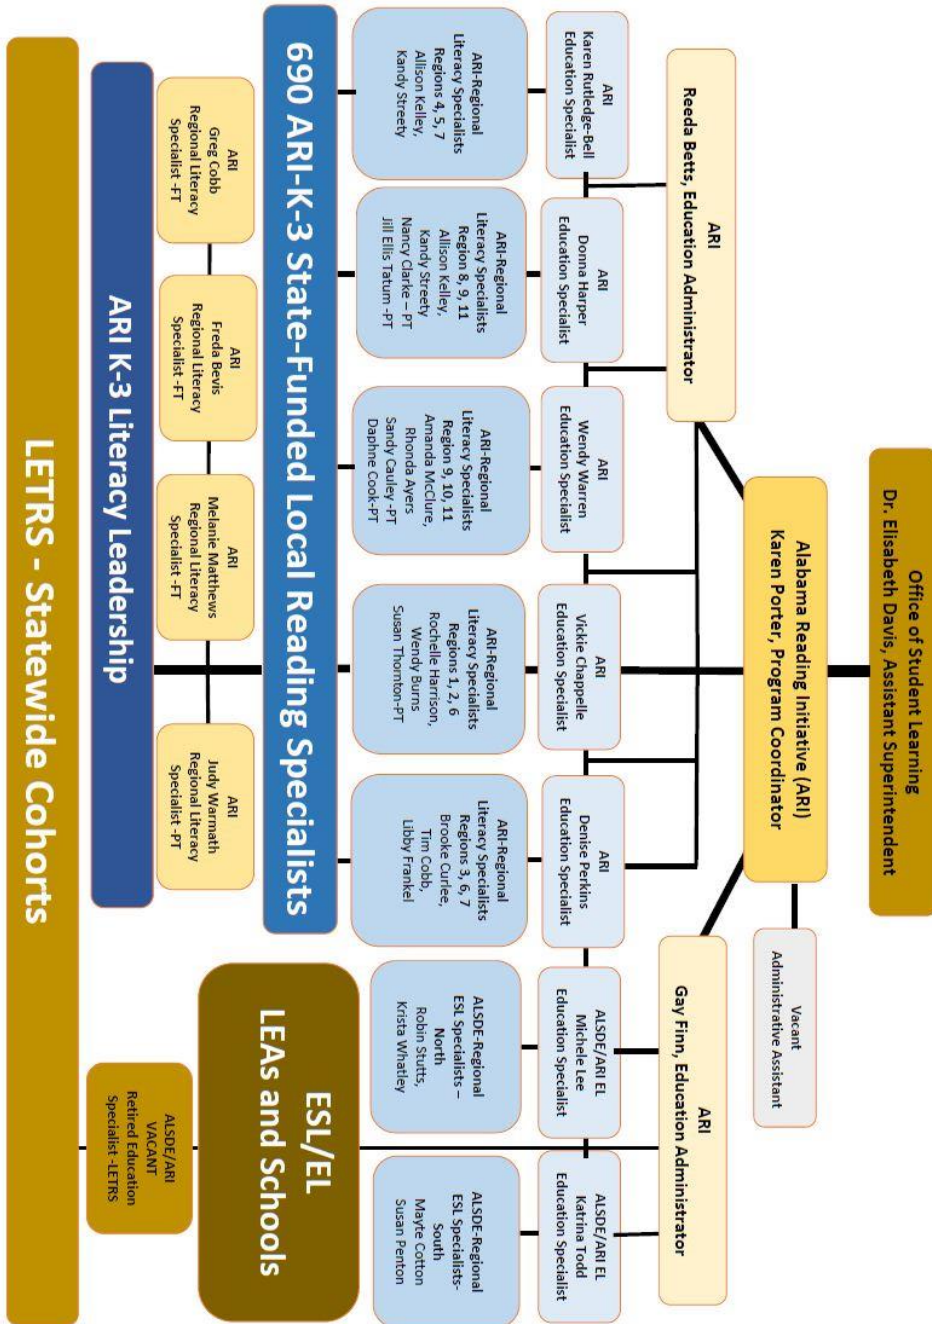 Office of Student Learning
Dr. Elisabeth Davis, Assistant Superintendent
Alabama Reading Initiative (ARI)
Karen Porter, Program Coordinator
Vacant
Administrative Assistant
ARI
Reeda Betts, Education Administrator
ARI
Gay Finn, Education Administrator
ARI
Karen Rutledge-Bell
Education Specialist
ARI
Donna Harper
Education Specialist
ARI
Wendy Warren
Education Specialist
ARI
Vickie Chappelle
Education Specialist
ARI
Denise Perkins
Education Specialist
ALSDE/ARI EL
Michele Lee
Education Specialist
ALSDE/ARI EL
Katrina Todd
Education Specialist
ARI-Regional
Literacy Specialists
Regions 4, 5, 7
Allison Kelley,
Kandy Streety
ARI-Regional
Literacy Specialists
Region 8, 9, 11
Allison Kelley,
Kandy Streety
Nancy Clarke – PT
Jill Ellis Tatum -PT
ARI-Regional
Literacy Specialists
Region 9, 10, 11
Amanda McClure,
Rhonda Ayers
Sandy Cauley -PT
Daphne Cook-PT
ARI-Regional
Literacy Specialists
Regions 1, 2, 6
Rochelle Harrison,
Wendy Burns
Susan Thornton-PT
ARI-Regional
Literacy Specialists
Regions 3, 6, 7
Brooke Curlee,
Tim Cobb,
Libby Frankel
ALSDE-Regional
ESL Specialists –
North
Robin Stutts,
Krista Whatley
ALSDE-Regional
ESL Specialists-
South
Mayte Cotton
Susan Penton
690 ARI-K-3 State-Funded Local Reading Specialists
ESL/EL
LEAs and Schools
ARI
Greg Cobb
Regional Literacy
Specialist -FT
ARI
Freda Bevis
Regional Literacy
Specialist -FT
ARI
Melanie Matthews
Regional Literacy
Specialist -FT
ARI
Judy Warmath
Regional Literacy
Specialist -PT
ARI K-3 Literacy Leadership
ALSDE/ARI
VACANT
Retired Education
Specialist -LETRS
LETRS - Statewide Cohorts